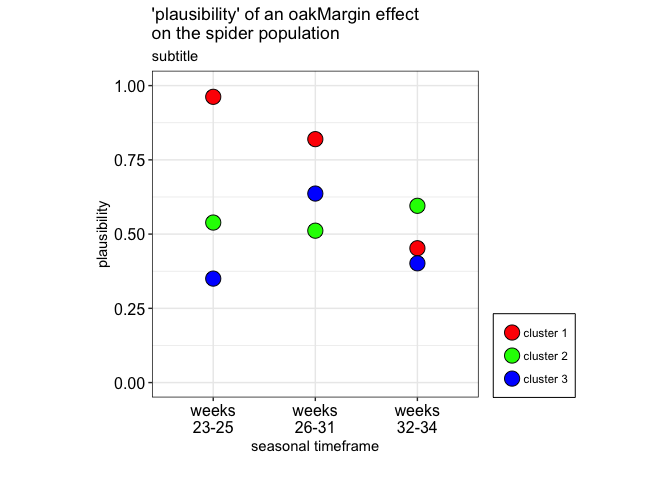 'plausibility' of an oakMargin effect
on the spider population
subtitle
1.00
0.75
0.50
0.25
0.00
plausibility
weeks
23-25
weeks
26-31
weeks
32-34
seasonal timeframe
cluster 1
cluster 2
cluster 3